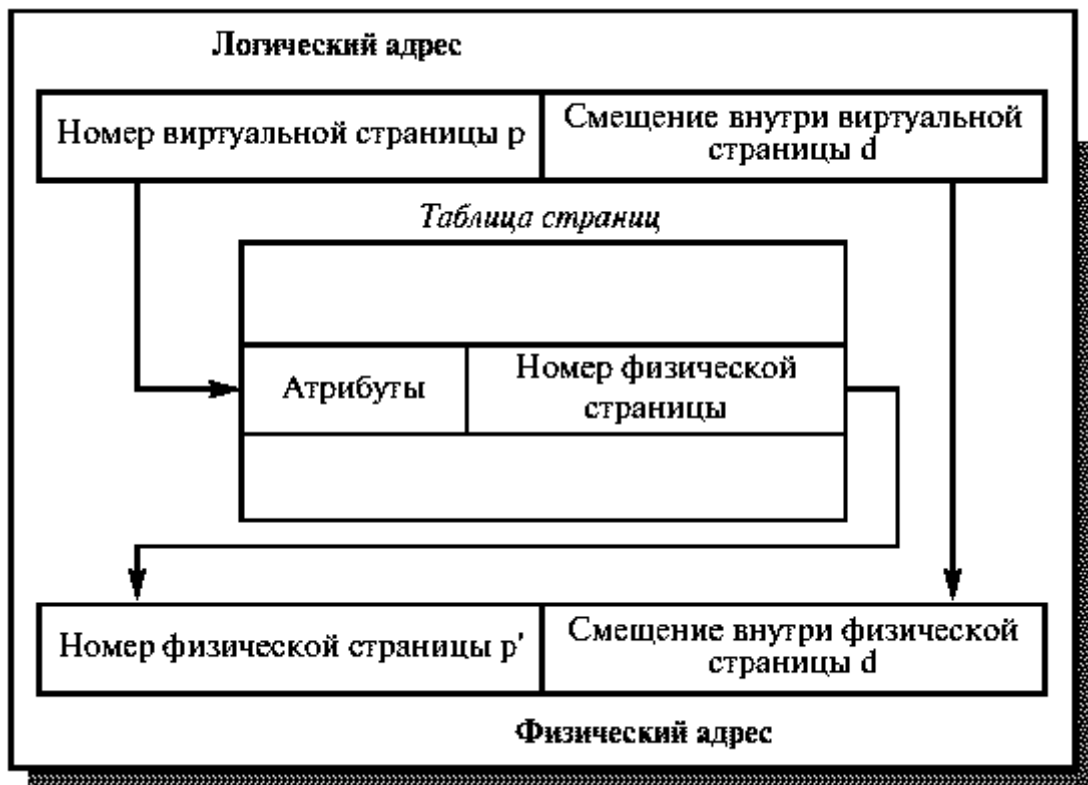 Логический адрес
Номер виртуальной страницы p
Смещение внутри виртуальной
страницы d
Таблица страниц
Атрибуты
Номер физической
страницы
Номер физической страницы p'
Смещение внутри физической
страницы d
Физический адрес